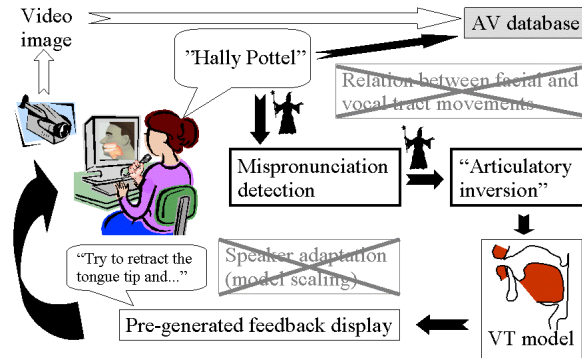 Video
image
AV database
"Hally Pottel"
Relation between facial and
vocal tract movements
Mispronunciation
detection
"Articulatory
inversion"
"Try to retract the
tongue tip and..."
Speaker adaptation
(model scaling)
Pre-generated feedback display
VT model